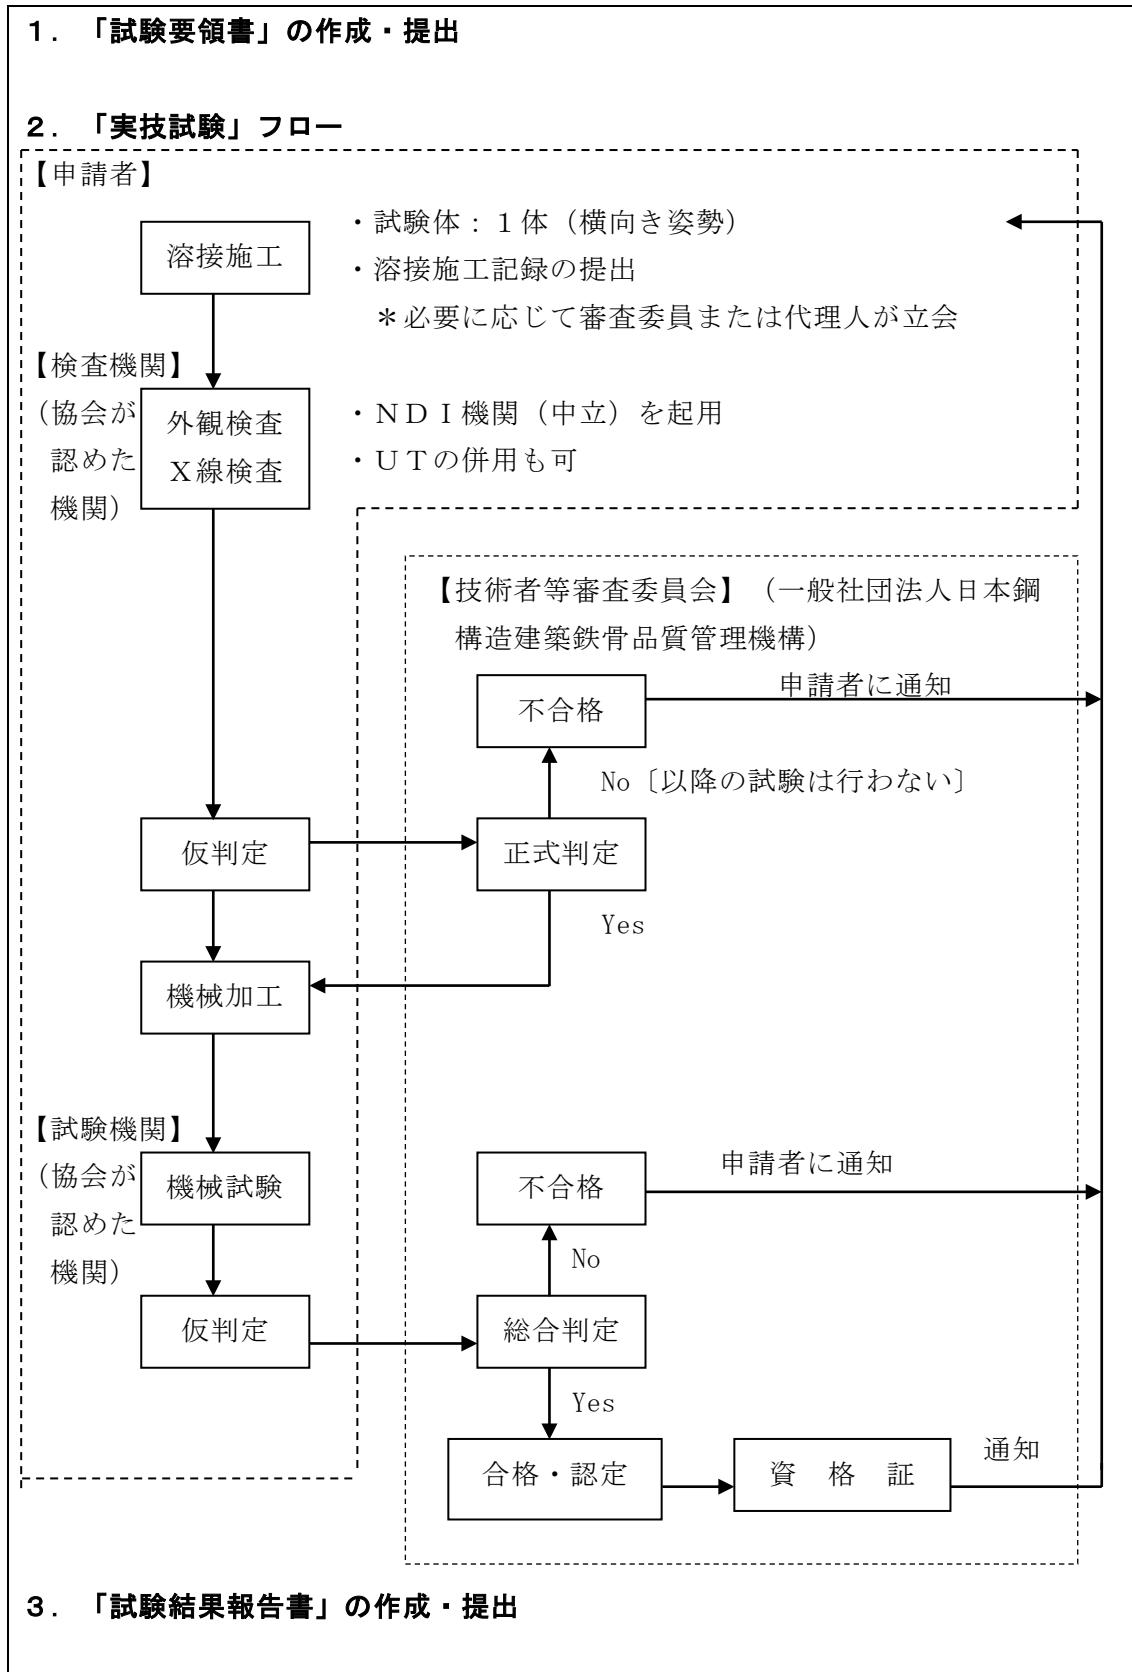 １．「試験要領書」の作成・提出
２．「実技試験」フロー
【申請者】
溶接施工
・試験体：１体（横向き姿勢）
・溶接施工記録の提出
＊必要に応じて審査委員または代理人が立会
【検査機関】
（協会が
認めた
機関）
外観検査
Ｘ線検査
・ＮＤＩ機関（中立）を起用
・ＵＴの併用も可
【技術者等審査委員会】（一般社団法人日本鋼
構造建築鉄骨品質管理機構）
不合格
申請者に通知
No〔以降の試験は行わない〕
仮判定
正式判定
Yes
機械加工
【試験機関】
（協会が
認めた
機関）
機械試験
不合格
申請者に通知
No
仮判定
総合判定
Yes
合格・認定
資　格　証
通知
３．「試験結果報告書」の作成・提出